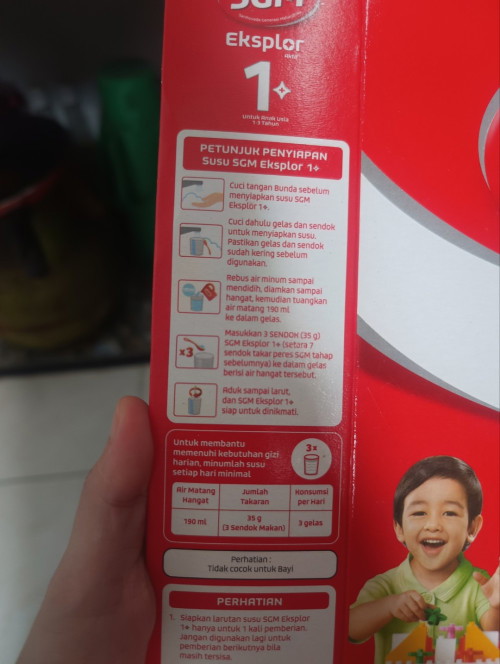 SGM
Eksplor
1+
untuk Anak Usia
1-3 Tahun
PETUNJUK PENYIAPAN
Susu SGM Eksplor 1+
Cuci tangan Bunda sebelum
menyiapkan susu SGM
Eksplor 1+.
Cuci dahulu gelas dan sendok
untuk menyiapkan susu.
Pastikan gelas dan sendok
sudah kering sebelum
digunakan.
Rebus air minum sampai
mendidih, diamkan sampai
hangat, kemudian tuangkan
air matang 190 ml
ke dalam gelas.
x3
Masukkan 3 SENDOK (35 g)
SGM Eksplor 1+ (setara 7
sendok takar peres SGM tahap
sebelumnya) ke dalam gelas
berisi air hangat tersebut.
Aduk sampai larut,
dan SGM Eksplor 1+
siap untuk dinikmati.
Untuk membantu
memenuhi kebutuhan gizi
harian, minumlah susu
setiap hari minimal
3x
Air Matang
Hangat
Jumlah
Takaran
Konsumsi
per Hari
190 ml
35 g
(3 Sendok Makan)
3 gelas
Perhatian :
Tidak cocok untuk Bayi
PERHATIAN
1. Siapkan larutan susu SGM Eksplor
1+ hanya untuk 1 kali pemberian.
Jangan digunakan lagi untuk
pemberian berikutnya bila
masih tersisa.